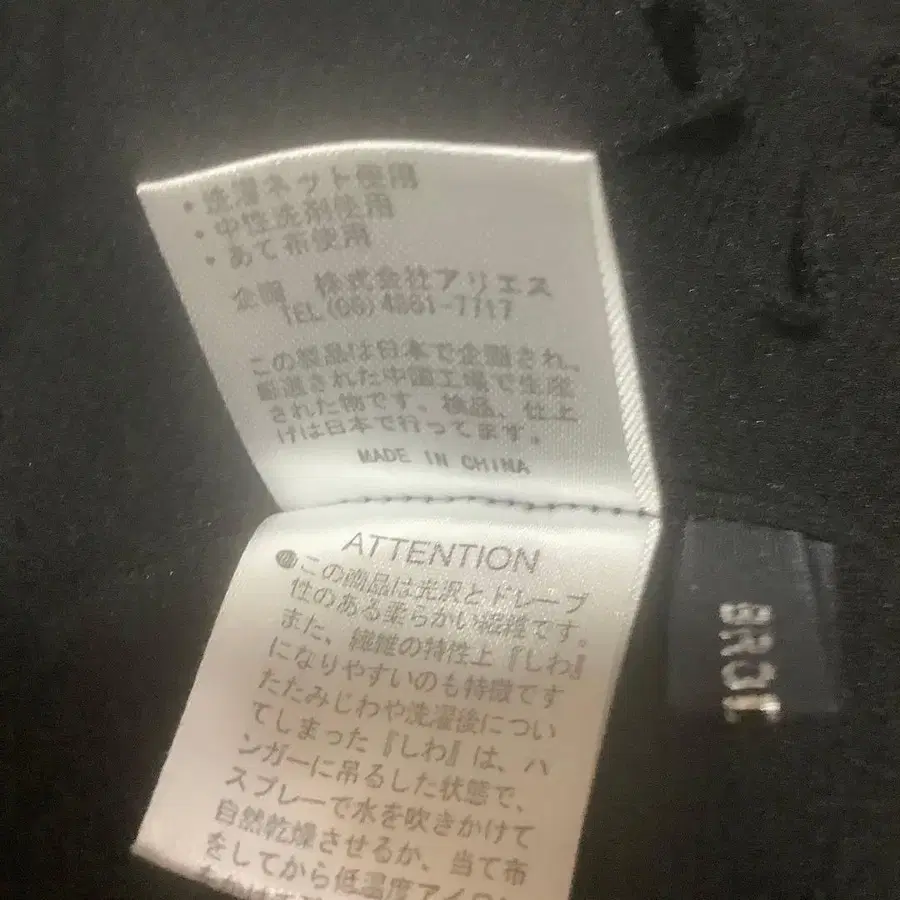 ・洗濯ネット使用
・中性洗剤使用
・あて布使用
企画 株式会社アリエス
TEL(06)4861-7117
この製品は日本で企画され、
厳選された中国工場で生産
された物です。検品、仕上
げは日本で行ってます。
MADE IN CHINA
ATTENTION
●この商品は光沢とドレープ
性のある柔らかい繊維です。
また、繊維の特性上『しわ』
になりやすいのも特徴です
たたみじわや洗濯後につい
てしまった『しわ』は、ハ
ンガーに吊るした状態で、
スプレーで水を吹きかけて
自然乾燥させるか、当て布
をしてから低温度アイロン